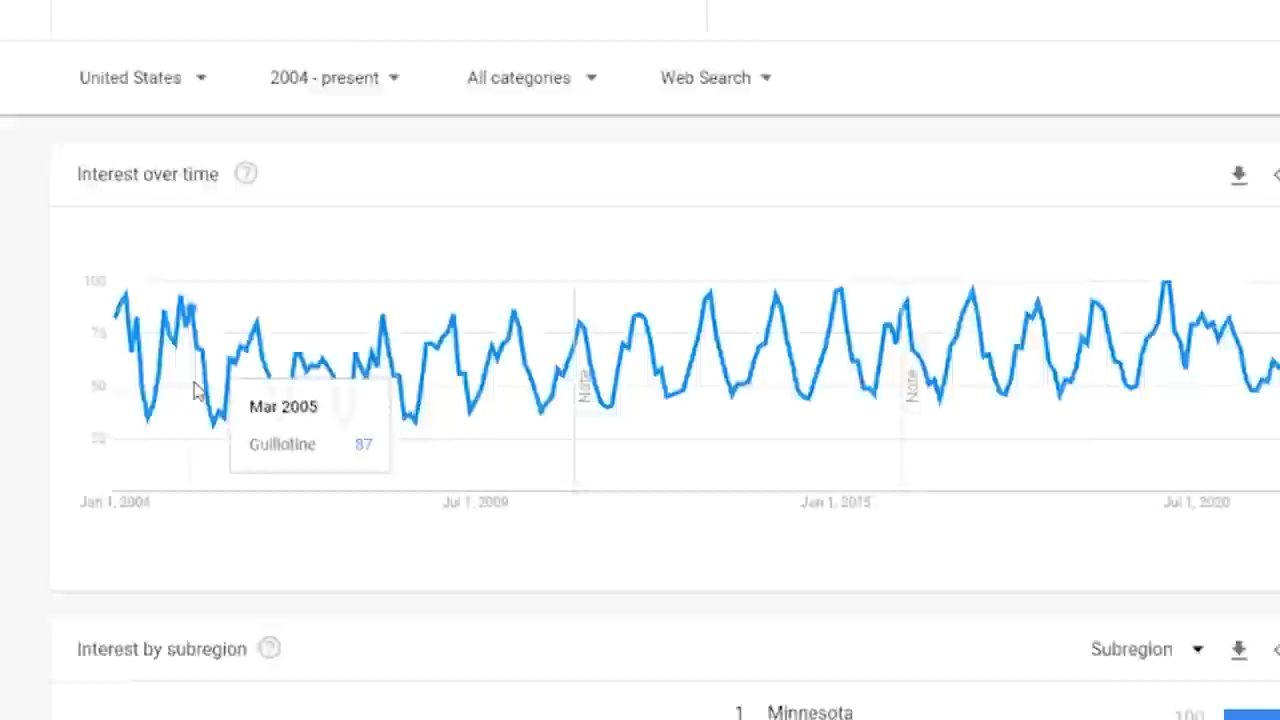 United States
2004 - present
All categories
Web Search
Interest over time
100
75
50
25
Note
Note
Mar 2005
Guillotine 87
Jan 1, 2004
Jul 1, 2009
Jan 1, 2015
Jul 1, 2020
Interest by subregion
Subregion
1 Minnesota 100